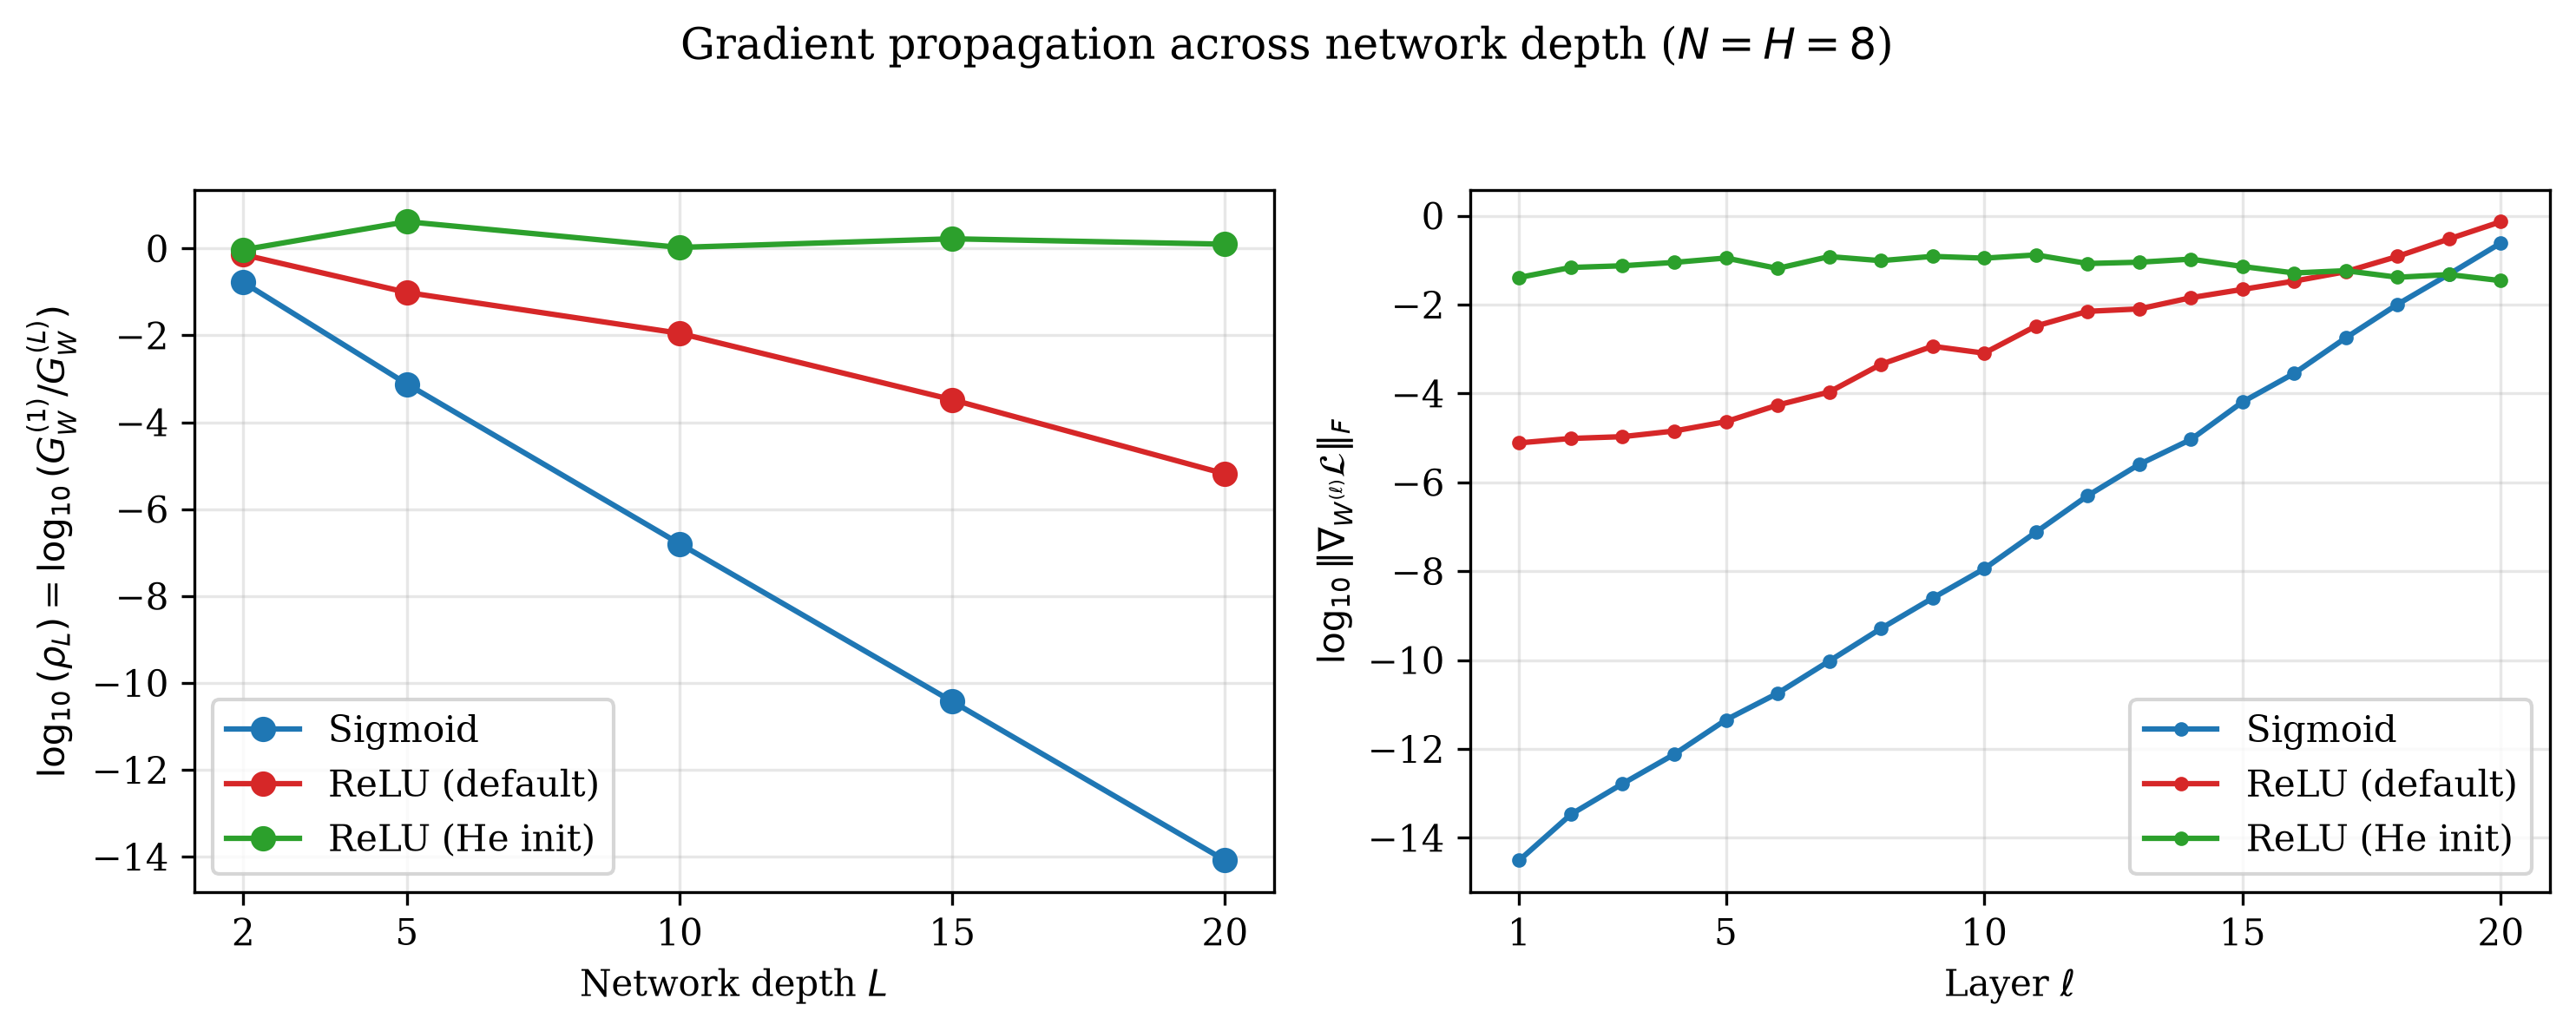 Gradient propagation across network depth (N = H = 8)
log₁₀ (ρ_L) = log₁₀ (G_W^(1)/G_W^(L))
0
−2
−4
−6
−8
−10
−12
−14
2
5
10
15
20
Network depth L
Sigmoid
ReLU (default)
ReLU (He init)
log₁₀ ‖∇_{W^(ℓ)} ℒ‖_F
0
−2
−4
−6
−8
−10
−12
−14
1
5
10
15
20
Layer ℓ
Sigmoid
ReLU (default)
ReLU (He init)